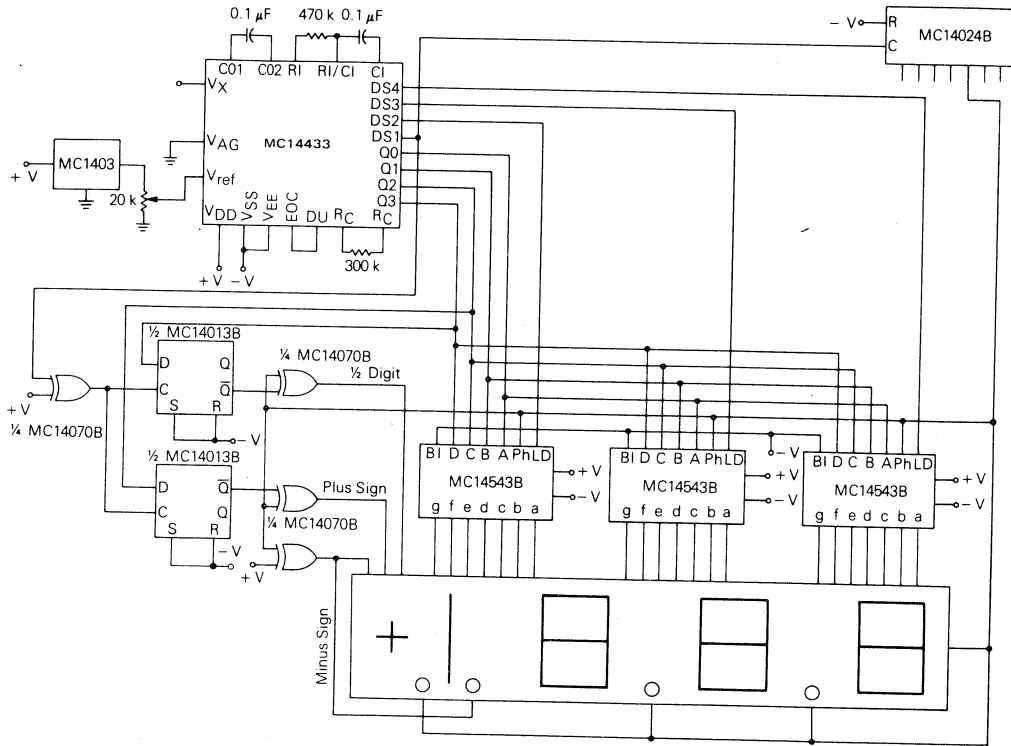 0.1 μF 470 k 0.1 μF
– V R
C
MC14024B
C01 C02 RI RI/CI CI
VX
VAG
Vref
VDD
VSS
VEE
EOC
DU
RC
RC
MC14433
DS4
DS3
DS2
DS1
Q0
Q1
Q2
Q3
MC1403
+ V
20 k
+ V – V
300 k
½ MC14013B
D Q
C Q̅
S R
– V
+ V
¼ MC14070B
¼ MC14070B
½ Digit
½ MC14013B
D Q̅
C Q
S R
– V
Plus Sign
¼ MC14070B
+ V
Minus Sign
BI D C B A Ph LD
MC14543B
g f e d c b a
+ V
– V
BI D C B A Ph LD
MC14543B
g f e d c b a
+ V
– V
– V
BI D C B A Ph LD
MC14543B
g f e d c b a
+ V
– V